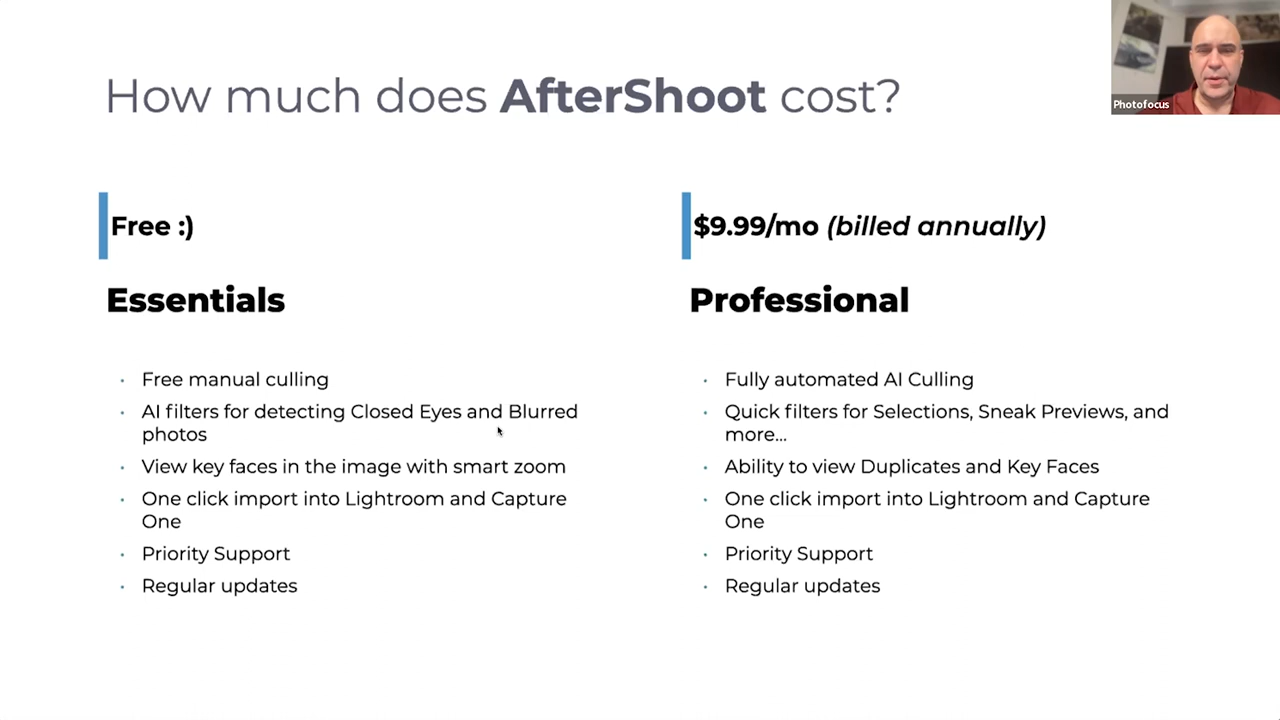 How much does AfterShoot cost?
Photofocus
Free :)
Essentials
· Free manual culling
· AI filters for detecting Closed Eyes and Blurred
photos
· View key faces in the image with smart zoom
· One click import into Lightroom and Capture
One
· Priority Support
· Regular updates
$9.99/mo (billed annually)
Professional
· Fully automated AI Culling
· Quick filters for Selections, Sneak Previews, and
more...
· Ability to view Duplicates and Key Faces
· One click import into Lightroom and Capture
One
· Priority Support
· Regular updates